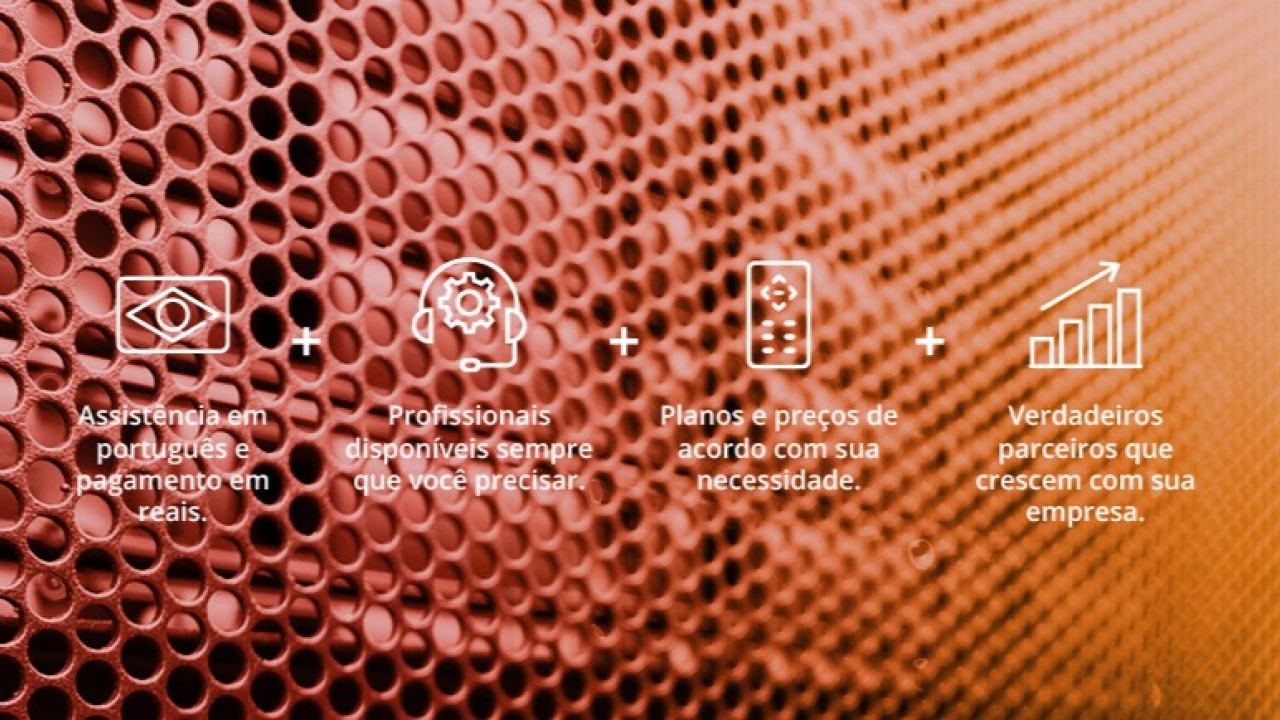 Assistência em
português e
pagamento em
reais.
+
Profissionais
disponíveis sempre
que você precisar.
+
Planos e preços de
acordo com sua
necessidade.
+
Verdadeiros
parceiros que
crescem com sua
empresa.